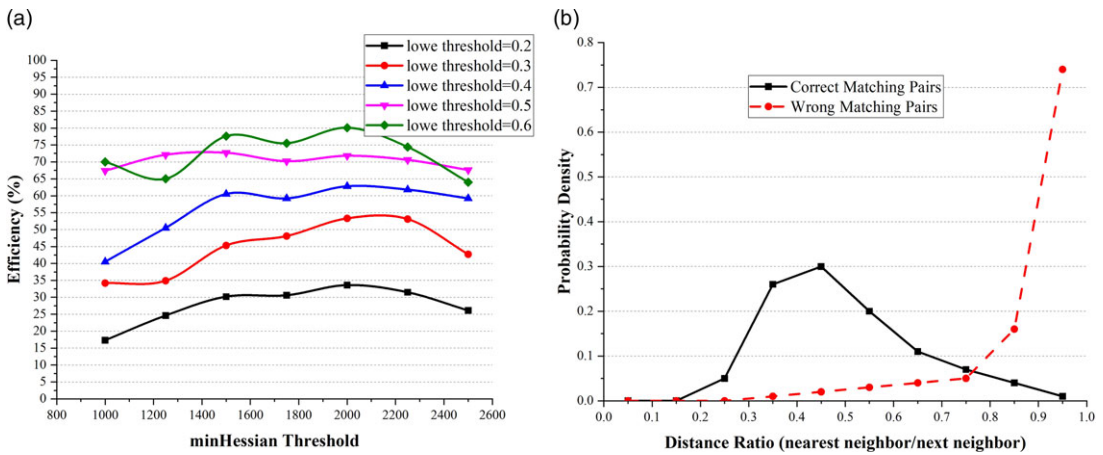 (a)
lowe threshold=0.2
lowe threshold=0.3
lowe threshold=0.4
lowe threshold=0.5
lowe threshold=0.6
100
95
90
85
80
75
70
65
60
55
50
45
40
35
30
25
20
15
10
5
0
Efficiency (%)
800 1000 1200 1400 1600 1800 2000 2200 2400 2600
minHessian Threshold
(b)
Correct Matching Pairs
Wrong Matching Pairs
0.8
0.7
0.6
0.5
0.4
0.3
0.2
0.1
0.0
Probability Density
0.0 0.1 0.2 0.3 0.4 0.5 0.6 0.7 0.8 0.9 1.0
Distance Ratio (nearest neighbor/next neighbor)